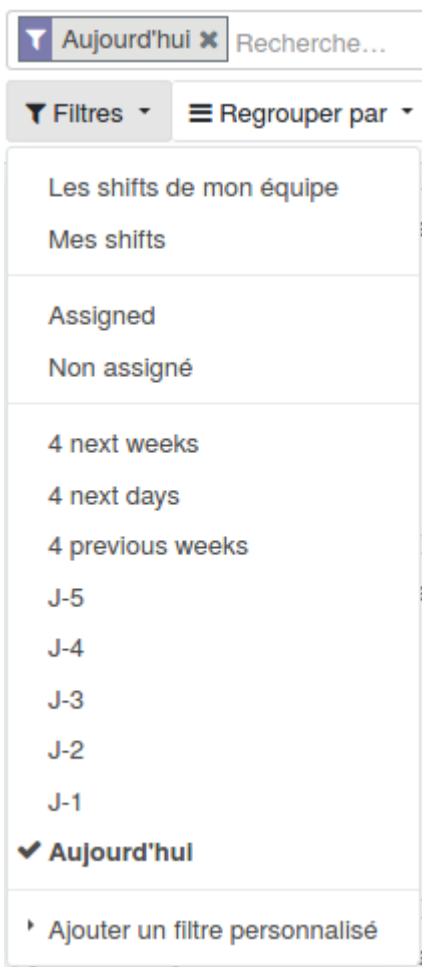 Aujourd'hui Recherche…
Filtres Regrouper par
Les shifts de mon équipe
Mes shifts
Assigned
Non assigné
4 next weeks
4 next days
4 previous weeks
J-5
J-4
J-3
J-2
J-1
Aujourd'hui
Ajouter un filtre personnalisé